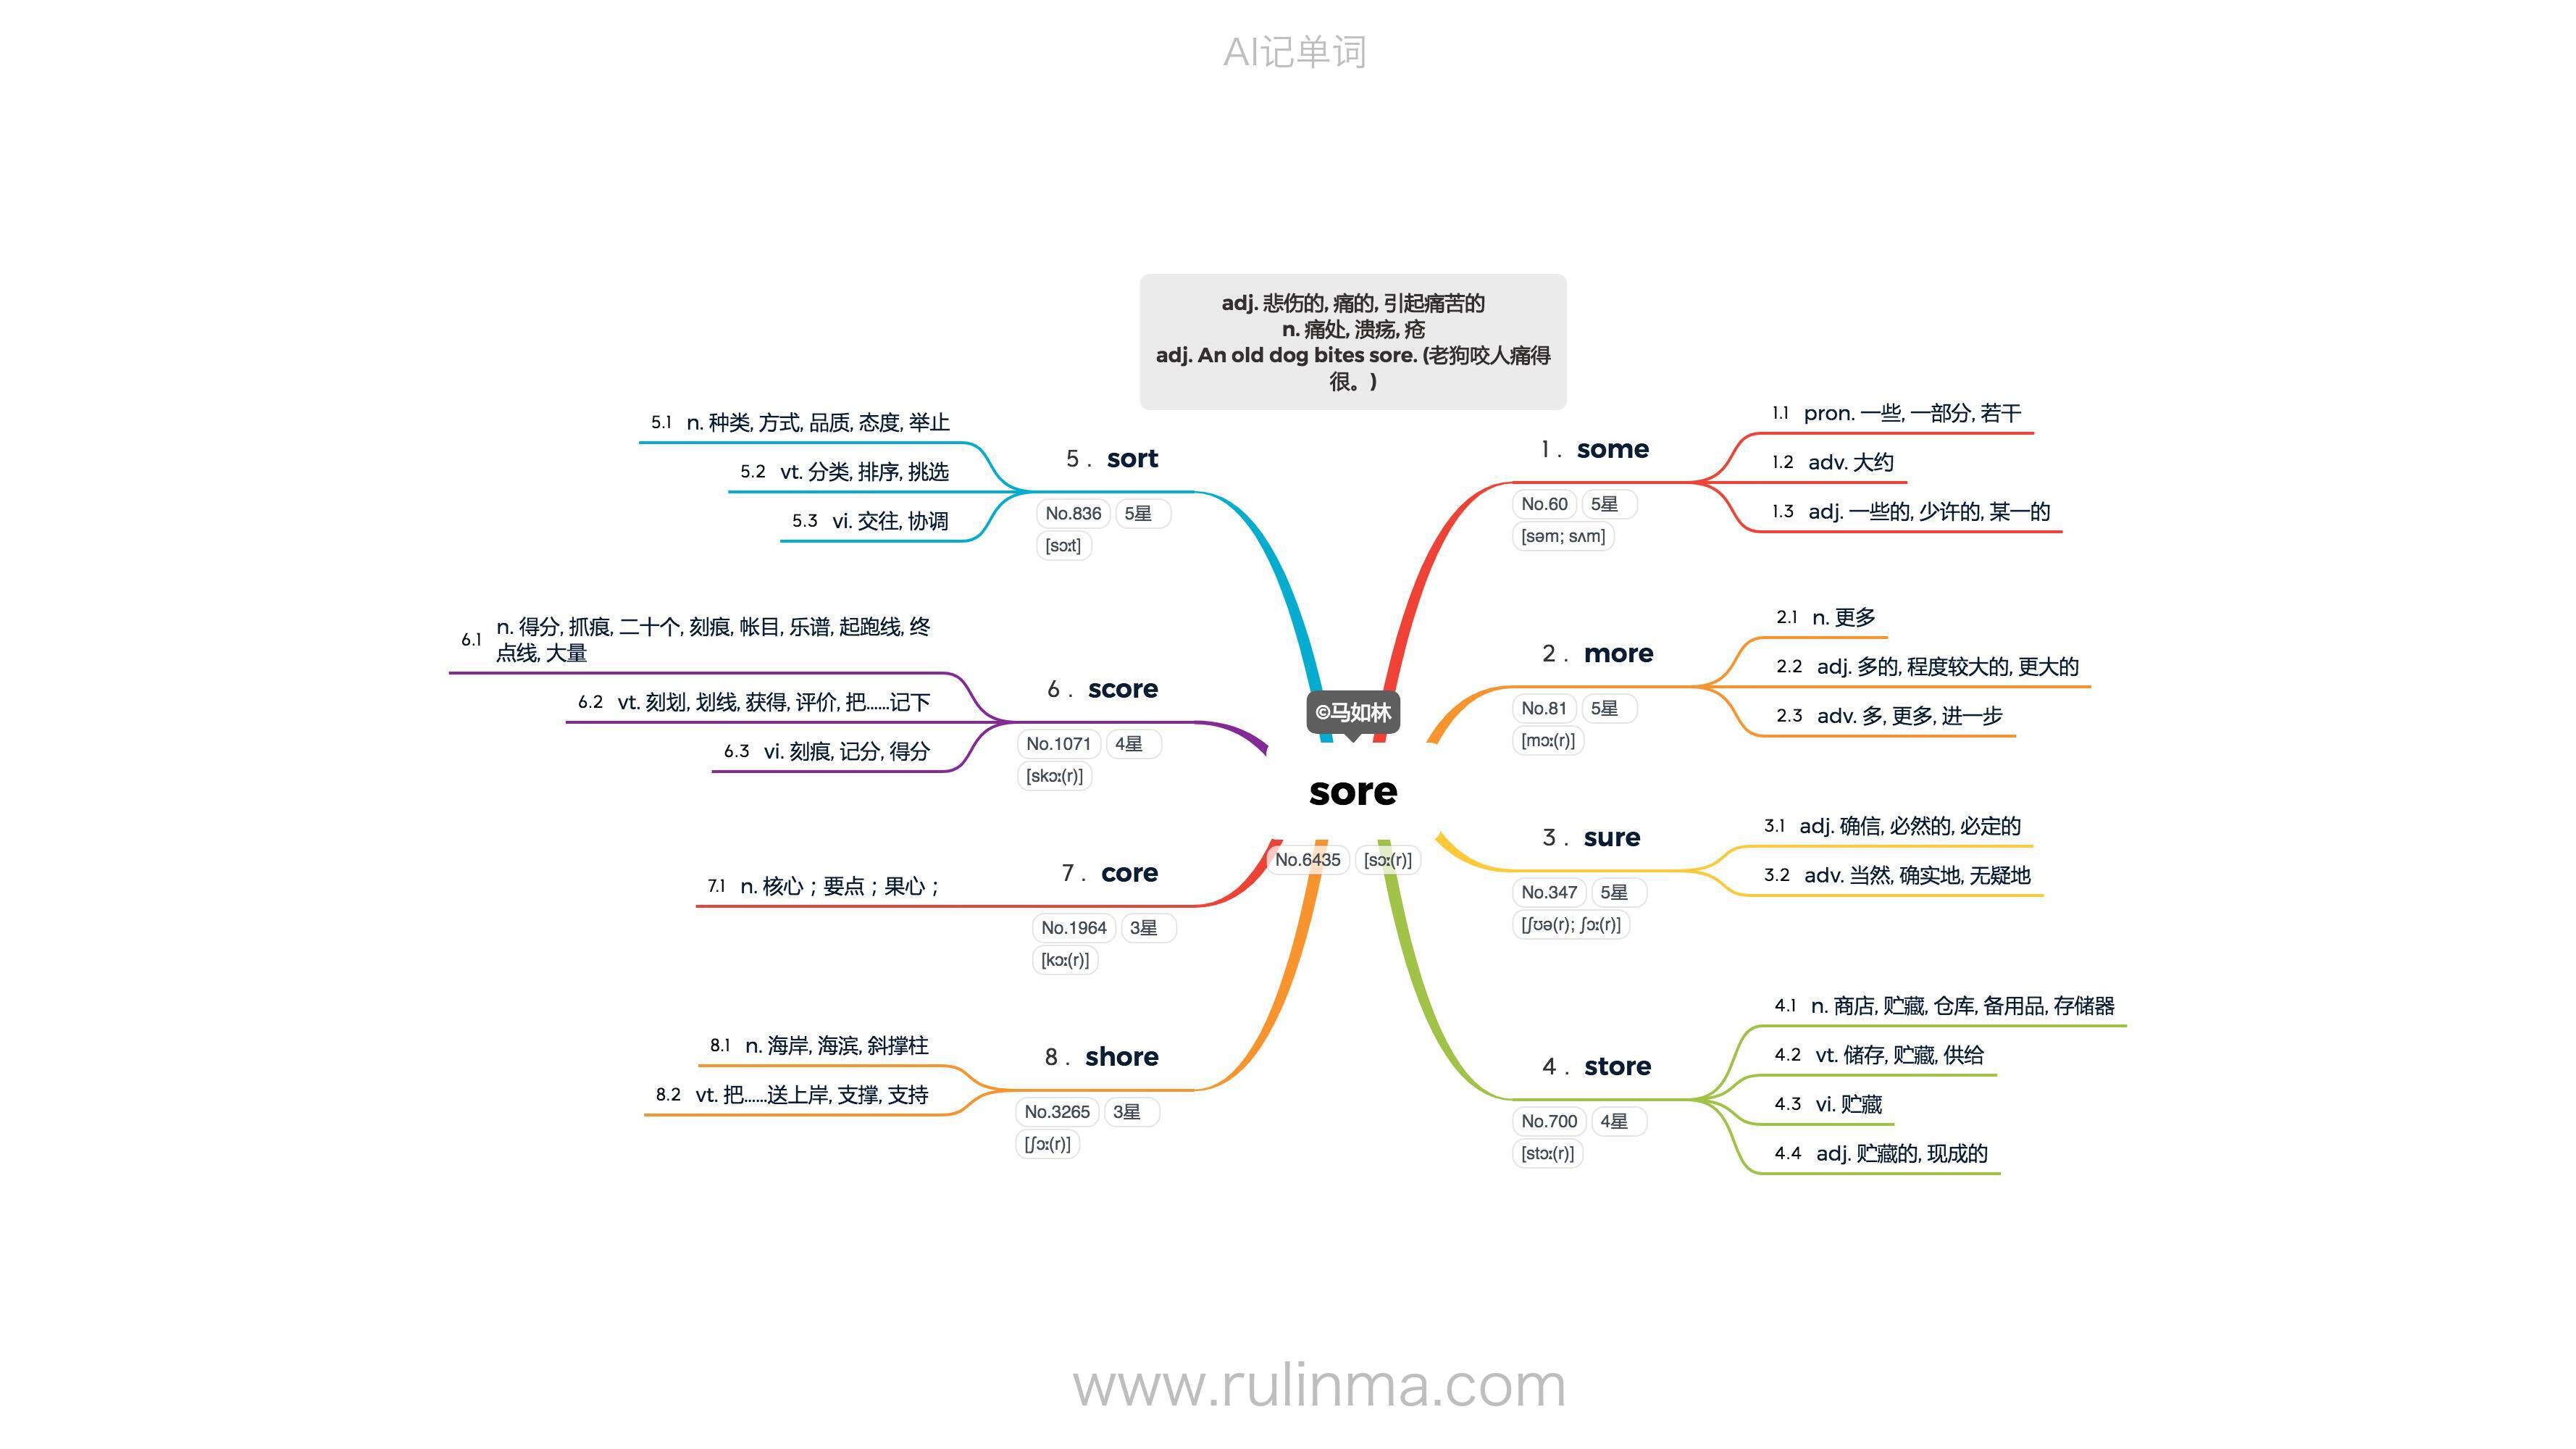 AI记单词
adj. 悲伤的, 痛的, 引起痛苦的
n. 痛处, 溃疡, 疮
adj. An old dog bites sore. (老狗咬人痛得
很。)
©马如林
sore
No.6435 [sɔː(r)]
1 . some
No.60 5星
[səm; sʌm]
1.1 pron. 一些, 一部分, 若干
1.2 adv. 大约
1.3 adj. 一些的, 少许的, 某一的
2 . more
No.81 5星
[mɔː(r)]
2.1 n. 更多
2.2 adj. 多的, 程度较大的, 更大的
2.3 adv. 多, 更多, 进一步
3 . sure
No.347 5星
[ʃʊə(r); ʃɔː(r)]
3.1 adj. 确信, 必然的, 必定的
3.2 adv. 当然, 确实地, 无疑地
4 . store
No.700 4星
[stɔː(r)]
4.1 n. 商店, 贮藏, 仓库, 备用品, 存储器
4.2 vt. 储存, 贮藏, 供给
4.3 vi. 贮藏
4.4 adj. 贮藏的, 现成的
5 . sort
No.836 5星
[sɔːt]
5.1 n. 种类, 方式, 品质, 态度, 举止
5.2 vt. 分类, 排序, 挑选
5.3 vi. 交往, 协调
6 . score
No.1071 4星
[skɔː(r)]
6.1 n. 得分, 抓痕, 二十个, 刻痕, 帐目, 乐谱, 起跑线, 终
点线, 大量
6.2 vt. 刻划, 划线, 获得, 评价, 把......记下
6.3 vi. 刻痕, 记分, 得分
7 . core
No.1964 3星
[kɔː(r)]
7.1 n. 核心；要点；果心；
8 . shore
No.3265 3星
[ʃɔː(r)]
8.1 n. 海岸, 海滨, 斜撑柱
8.2 vt. 把......送上岸, 支撑, 支持
www.rulinma.com